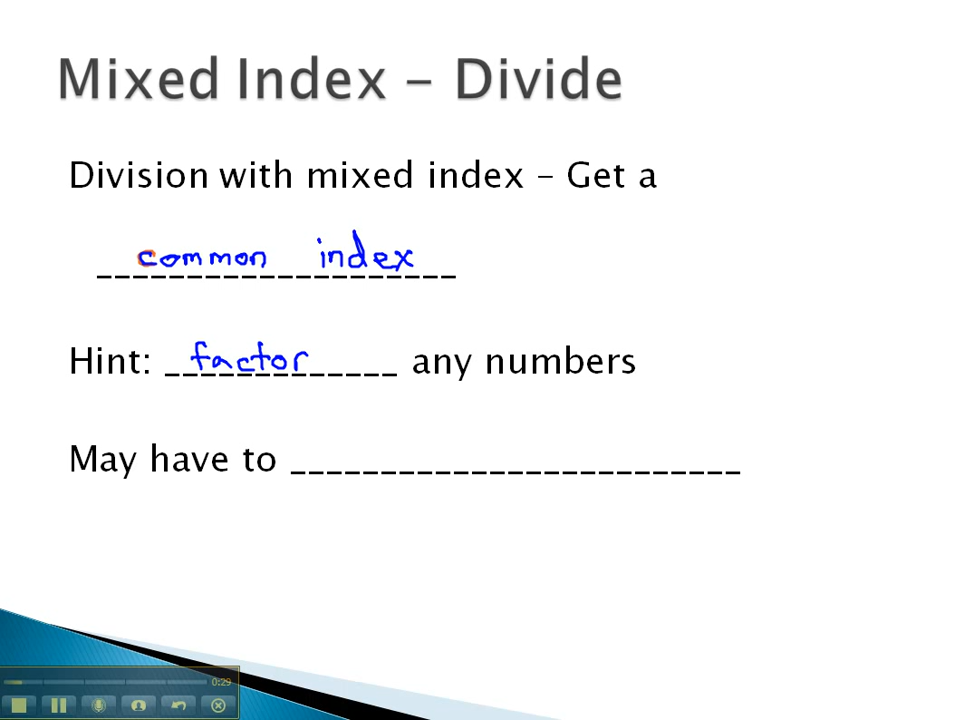 Mixed Index - Divide
Division with mixed index - Get a
common index
Hint: factor any numbers
May have to _________________________
0:29